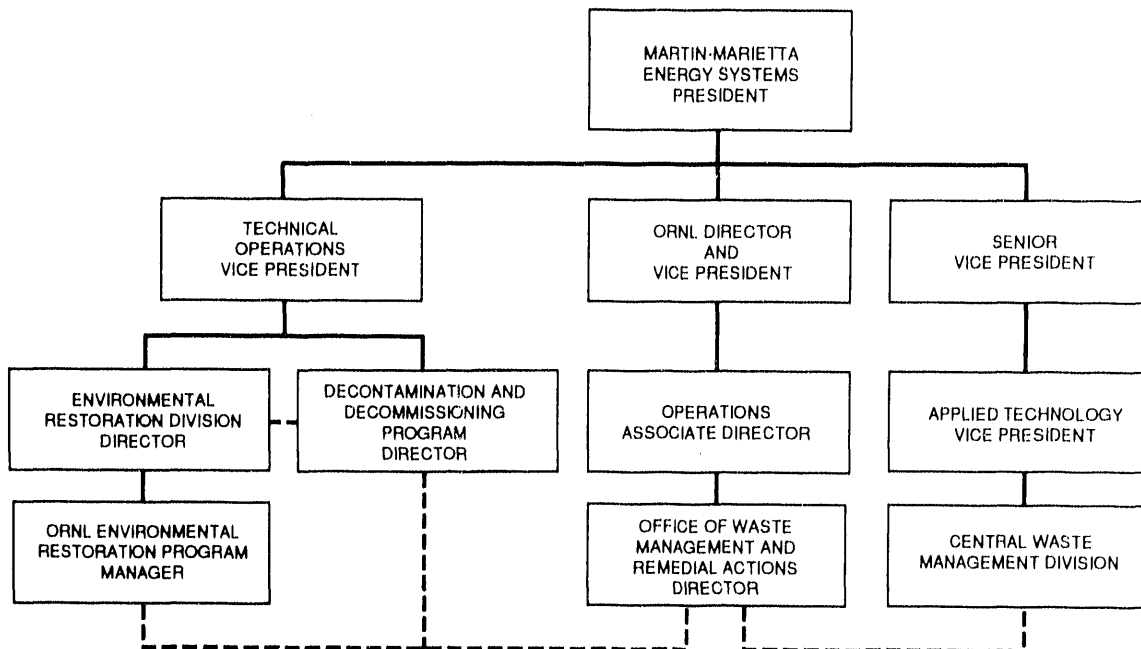 MARTIN-MARIETTA
ENERGY SYSTEMS
PRESIDENT
TECHNICAL
OPERATIONS
VICE PRESIDENT
ORNL DIRECTOR
AND
VICE PRESIDENT
SENIOR
VICE PRESIDENT
ENVIRONMENTAL
RESTORATION DIVISION
DIRECTOR
DECONTAMINATION AND
DECOMMISSIONING
PROGRAM
DIRECTOR
OPERATIONS
ASSOCIATE DIRECTOR
APPLIED TECHNOLOGY
VICE PRESIDENT
ORNL ENVIRONMENTAL
RESTORATION PROGRAM
MANAGER
OFFICE OF WASTE
MANAGEMENT AND
REMEDIAL ACTIONS
DIRECTOR
CENTRAL WASTE
MANAGEMENT DIVISION